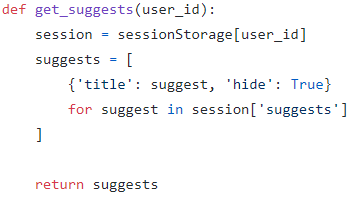 def get_suggests(user_id):
    session = sessionStorage[user_id]
    suggests = [
        {'title': suggest, 'hide': True}
        for suggest in session['suggests']
    ]

    return suggests